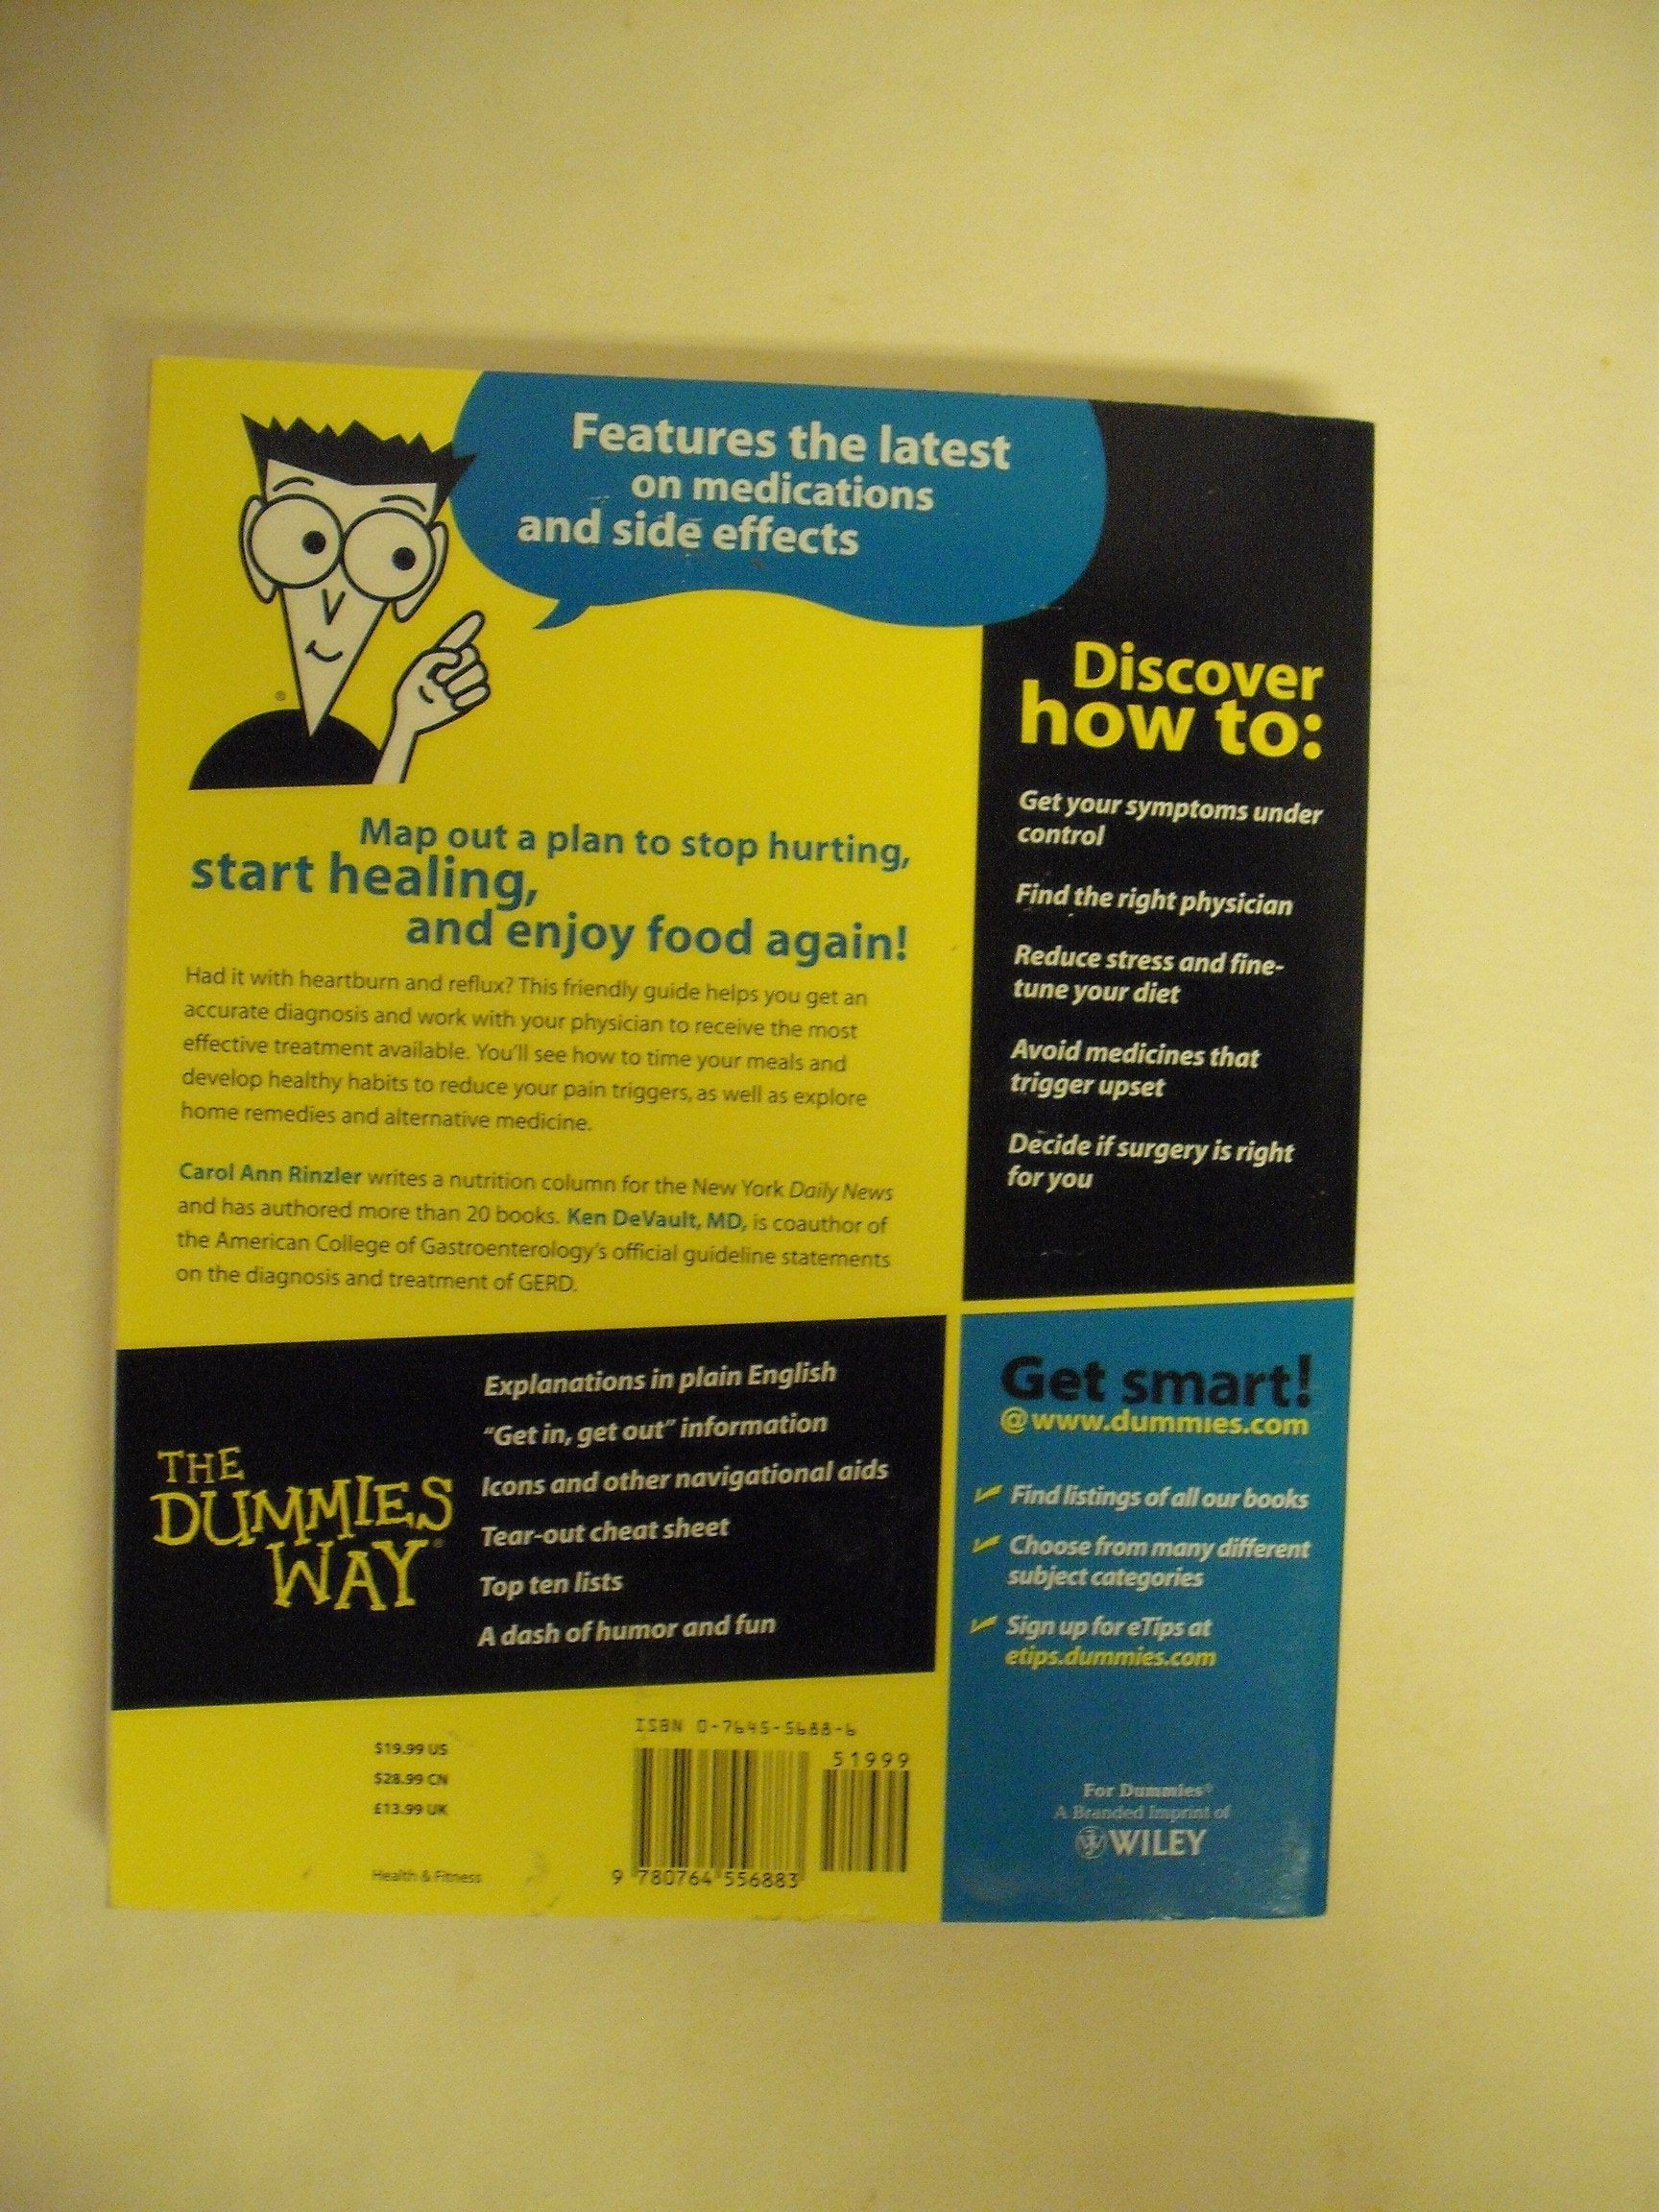 Features the latest
on medications
and side effects
®
Map out a plan to stop hurting,
start healing,
and enjoy food again!
Had it with heartburn and reflux? This friendly guide helps you get an
accurate diagnosis and work with your physician to receive the most
effective treatment available. You'll see how to time your meals and
develop healthy habits to reduce your pain triggers, as well as explore
home remedies and alternative medicine.
Carol Ann Rinzler writes a nutrition column for the New York Daily News
and has authored more than 20 books. Ken DeVault, MD, is coauthor of
the American College of Gastroenterology's official guideline statements
on the diagnosis and treatment of GERD.
Discover
how to:
Get your symptoms under
control
Find the right physician
Reduce stress and fine-
tune your diet
Avoid medicines that
trigger upset
Decide if surgery is right
for you
THE
DUMMIES
WAY®
Explanations in plain English
"Get in, get out" information
Icons and other navigational aids
Tear-out cheat sheet
Top ten lists
A dash of humor and fun
Get smart!
@www.dummies.com
Find listings of all our books
Choose from many different
subject categories
Sign up for eTips at
etips.dummies.com
$19.99 US
$28.99 CN
£13.99 UK
Health & Fitness
ISBN 0-7645-5688-6
51999
9 780764 556883
For Dummies®
A Branded Imprint of
WILEY